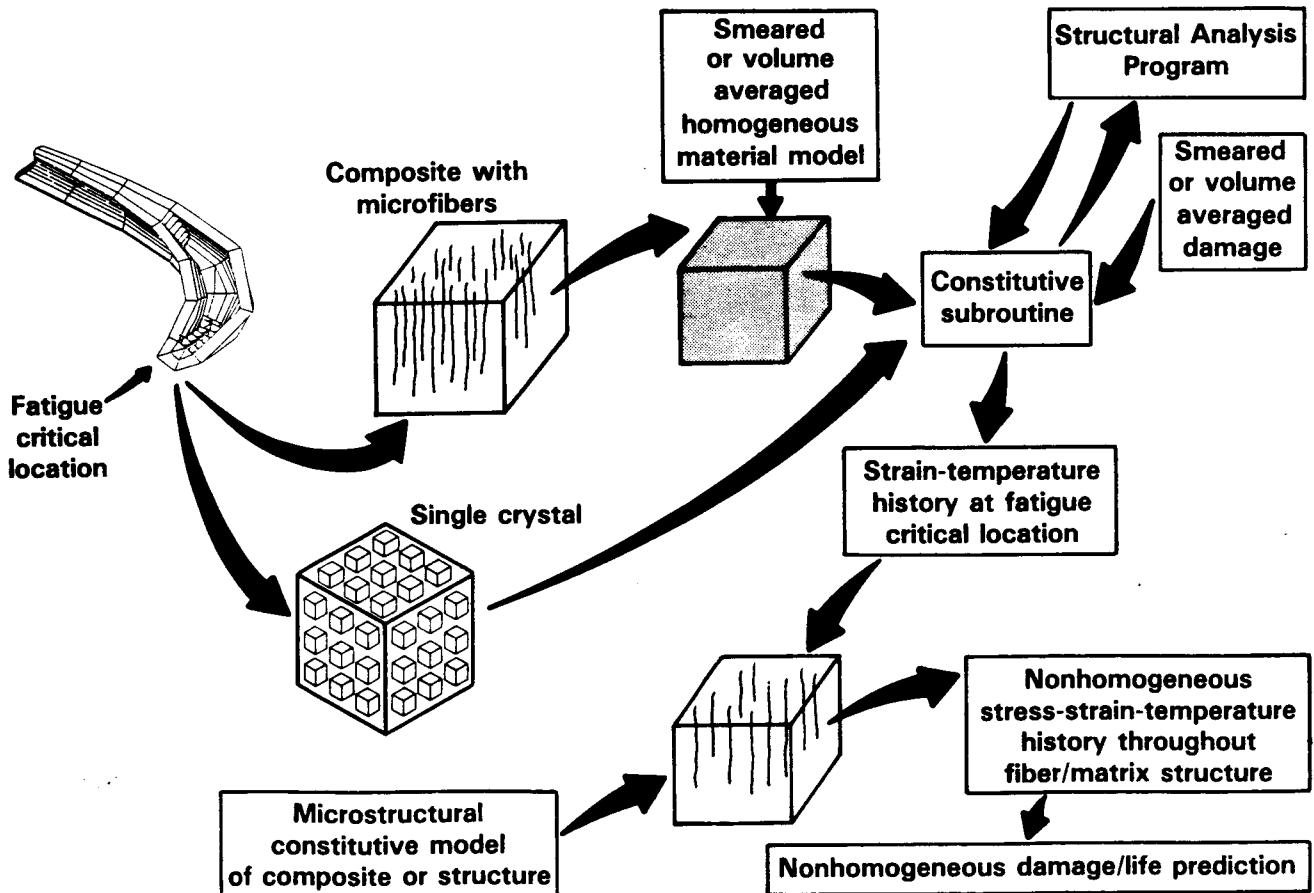 Smeared
or volume
averaged
homogeneous
material model
Structural Analysis
Program
Smeared
or volume
averaged
damage
Composite with
microfibers
Constitutive
subroutine
Fatigue
critical
location
Single crystal
Strain-temperature
history at fatigue
critical location
Nonhomogeneous
stress-strain-temperature
history throughout
fiber/matrix structure
Microstructural
constitutive model
of composite or structure
Nonhomogeneous damage/life prediction